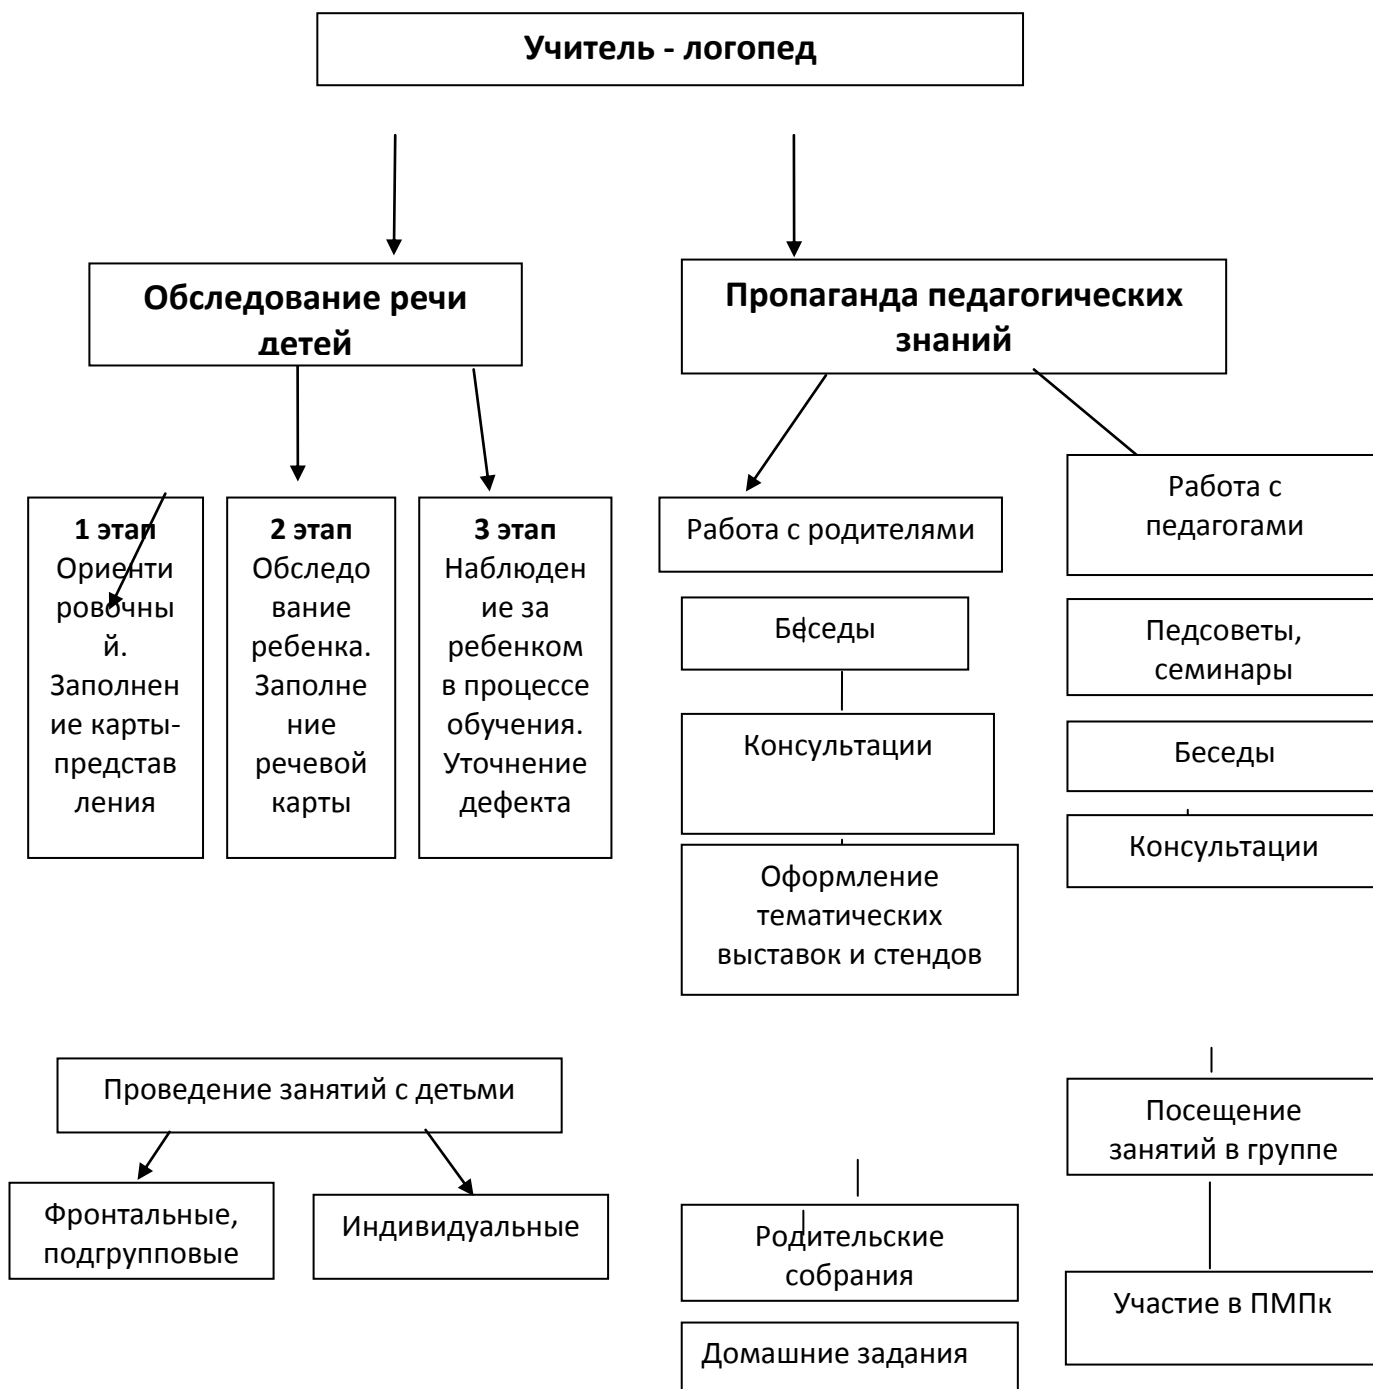 Учитель - логопед
Обследование речи
детей
Пропаганда педагогических
знаний
1 этап
Ориенти
ровочны
й.
Заполнен
ие карты-
представ
ления
2 этап
Обследо
вание
ребенка.
Заполне
ние
речевой
карты
3 этап
Наблюден
ие за
ребенком
в процессе
обучения.
Уточнение
дефекта
Работа с родителями
Беседы
Консультации
Оформление
тематических
выставок и стендов
Работа с
педагогами
Педсоветы,
семинары
Беседы
Консультации
Проведение занятий с детьми
Фронтальные,
подгрупповые
Индивидуальные
Родительские
собрания
Домашние задания
Посещение
занятий в группе
Участие в ПМПк